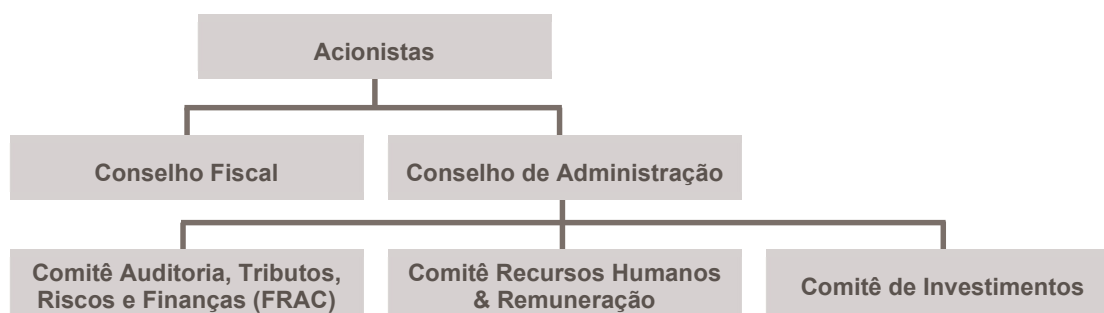 Acionistas
Conselho Fiscal
Conselho de Administração
Comitê Auditoria, Tributos,
Riscos e Finanças (FRAC)
Comitê Recursos Humanos
& Remuneração
Comitê de Investimentos